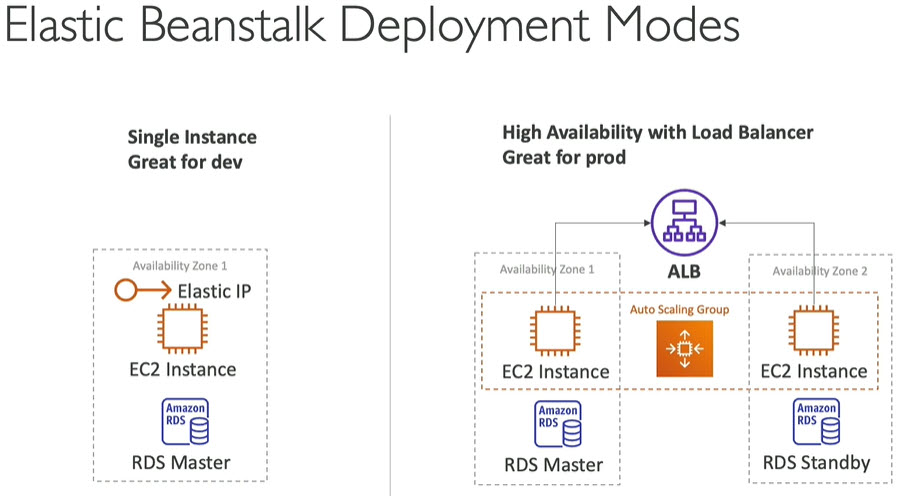 Elastic Beanstalk Deployment Modes
Single Instance
Great for dev
Availability Zone 1
Elastic IP
EC2 Instance
Amazon
RDS
RDS Master
High Availability with Load Balancer
Great for prod
ALB
Availability Zone 1
Availability Zone 2
Auto Scaling Group
EC2 Instance
EC2 Instance
Amazon
RDS
RDS Master
Amazon
RDS
RDS Standby